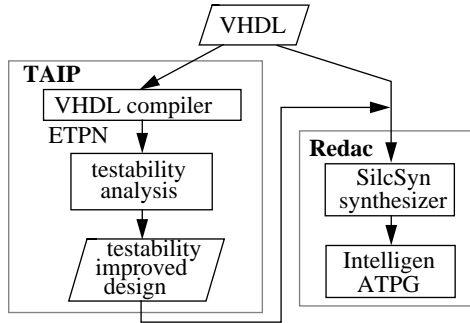 VHDL
TAIP
VHDL compiler
ETPN
testability
analysis
testability
improved
design
Redac
SilcSyn
synthesizer
Intelligen
ATPG